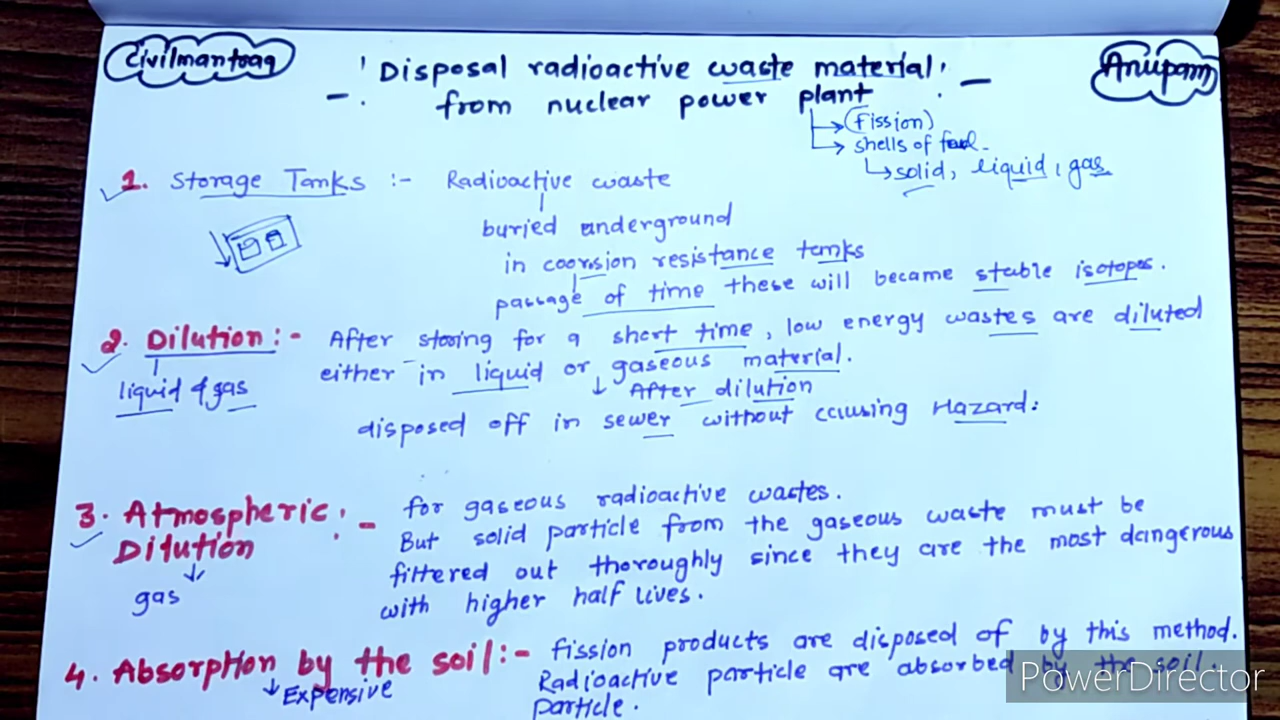 Civilmantraa
' Disposal radioactive waste material '
Anupam
-. from nuclear power plant . -
(fission)
shells of fuel.
solid, liquid, gas
1. Storage Tanks :- Radioactive waste
buried underground
in coorsion resistance tanks
passage of time these will became stable isotopes.
2. Dilution :- After storing for a short time, low energy wastes are diluted
either in liquid or gaseous material.
liquid & gas
After dilution
disposed off in sewer without causing Hazard.
3. Atmospheric :- for gaseous radioactive wastes.
Dilution
But solid particle from the gaseous waste must be
filtered out thoroughly since they are the most dangerous
gas
with higher half lives.
4. Absorption by the soil :- fission products are disposed of by this method.
Expensive
Radioactive particle are absorbed by the soil.
particle.
PowerDirector